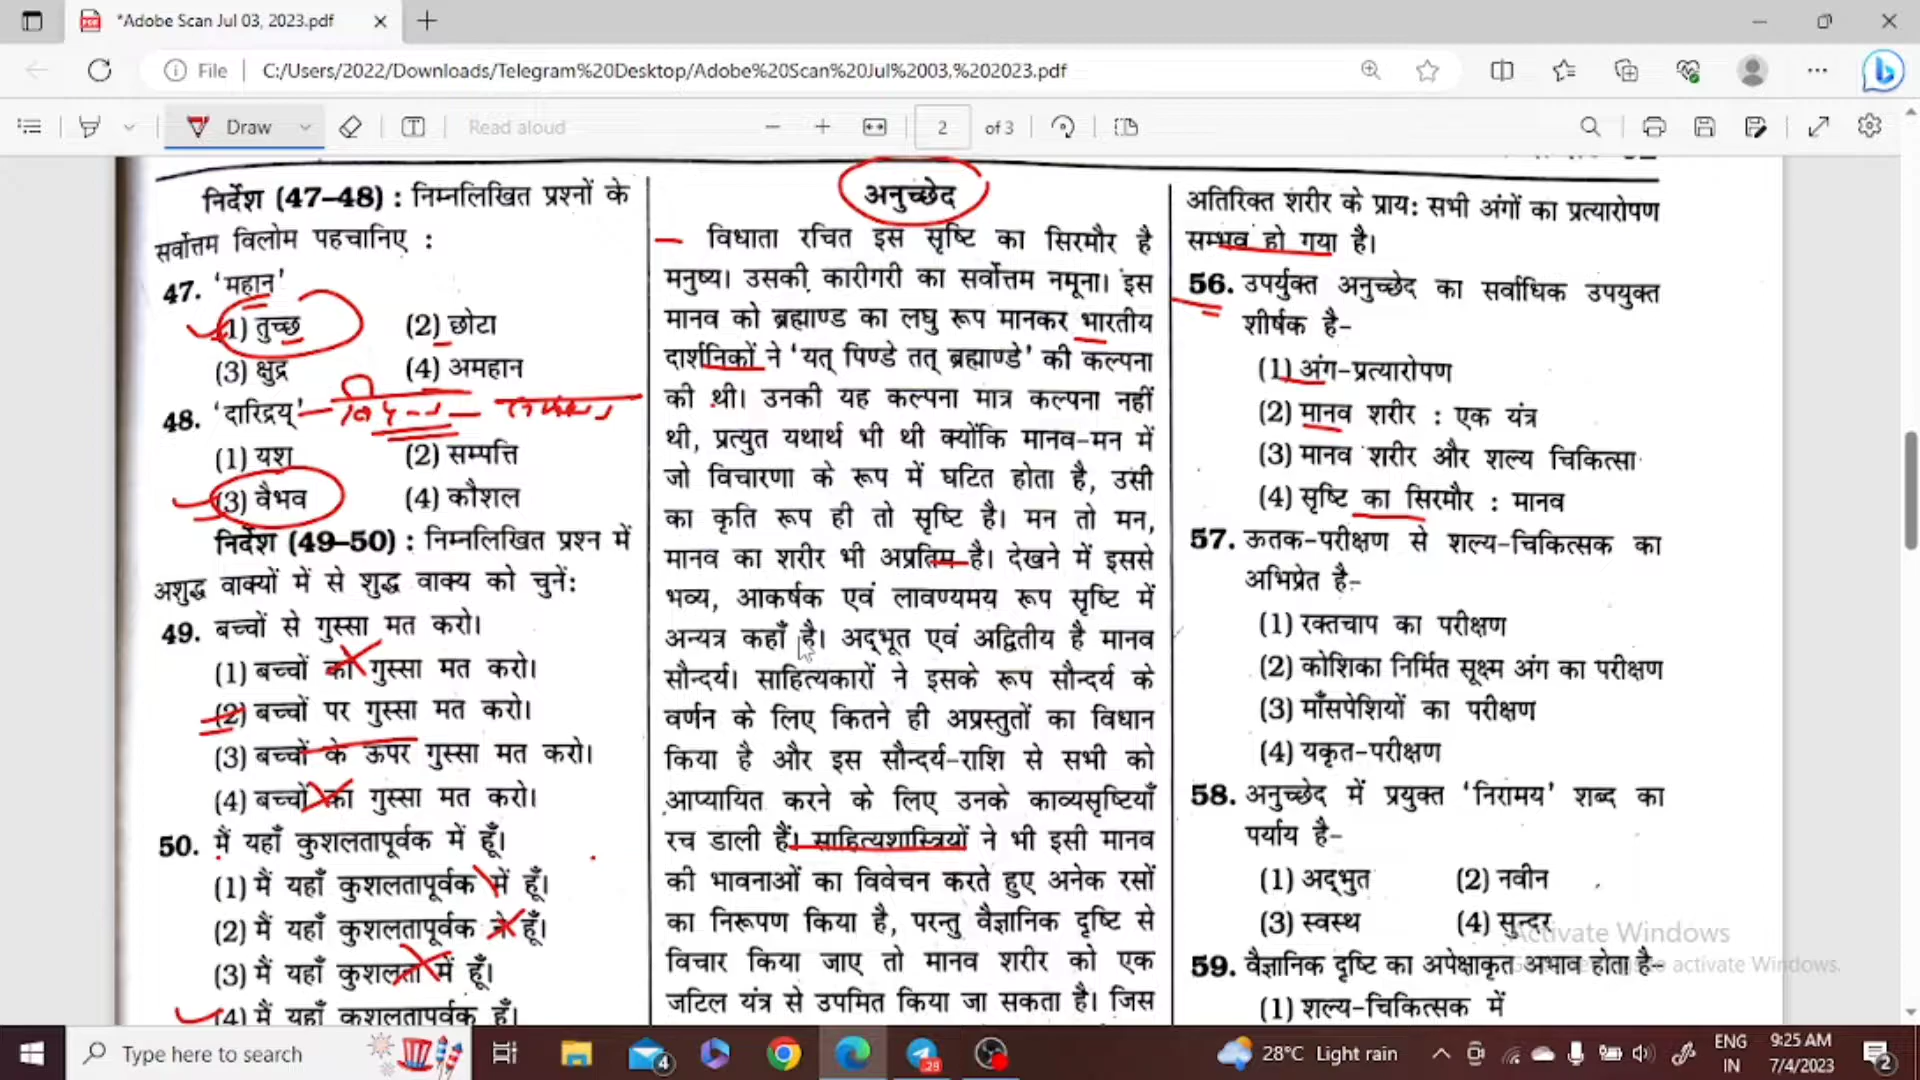 *Adobe Scan Jul 03, 2023.pdf
File
C:/Users/2022/Downloads/Telegram%20Desktop/Adobe%20Scan%20Jul%2003,%202023.pdf
Draw
Read aloud
2
of 3
निर्देश (47–48) : निम्नलिखित प्रश्नों के
सर्वोत्तम विलोम पहचानिए :
47. 'महान'
(1) तुच्छ
(2) छोटा
(3) क्षुद्र
(4) अमहान
48. 'दारिद्रय्'
(1) यश
(2) सम्पत्ति
(3) वैभव
(4) कौशल
निर्देश (49–50) : निम्नलिखित प्रश्न में
अशुद्ध वाक्यों में से शुद्ध वाक्य को चुनें:
49. बच्चों से गुस्सा मत करो।
(1) बच्चों को गुस्सा मत करो।
(2) बच्चों पर गुस्सा मत करो।
(3) बच्चों के ऊपर गुस्सा मत करो।
(4) बच्चों का गुस्सा मत करो।
50. मैं यहाँ कुशलतापूर्वक में हूँ।
(1) मैं यहाँ कुशलतापूर्वक में हूँ।
(2) मैं यहाँ कुशलतापूर्वक ने हूँ।
(3) मैं यहाँ कुशलता में हूँ।
(4) मैं यहाँ कुशलतापूर्वक हूँ।
अनुच्छेद
विधाता रचित इस सृष्टि का सिरमौर है
मनुष्य। उसकी कारीगरी का सर्वोत्तम नमूना। इस
मानव को ब्रह्माण्ड का लघु रूप मानकर भारतीय
दार्शनिकों ने 'यत् पिण्डे तत् ब्रह्माण्डे' की कल्पना
की थी। उनकी यह कल्पना मात्र कल्पना नहीं
थी, प्रत्युत यथार्थ भी थी क्योंकि मानव-मन में
जो विचारणा के रूप में घटित होता है, उसी
का कृति रूप ही तो सृष्टि है। मन तो मन,
मानव का शरीर भी अप्रतिम है। देखने में इससे
भव्य, आकर्षक एवं लावण्यमय रूप सृष्टि में
अन्यत्र कहाँ है। अद्भूत एवं अद्वितीय है मानव
सौन्दर्य। साहित्यकारों ने इसके रूप सौन्दर्य के
वर्णन के लिए कितने ही अप्रस्तुतों का विधान
किया है और इस सौन्दर्य-राशि से सभी को
आप्यायित करने के लिए उनके काव्यसृष्टियाँ
रच डाली हैं। साहित्यशास्त्रियों ने भी इसी मानव
की भावनाओं का विवेचन करते हुए अनेक रसों
का निरूपण किया है, परन्तु वैज्ञानिक दृष्टि से
विचार किया जाए तो मानव शरीर को एक
जटिल यंत्र से उपमित किया जा सकता है। जिस
अतिरिक्त शरीर के प्राय: सभी अंगों का प्रत्यारोपण
सम्भव हो गया है।
56. उपर्युक्त अनुच्छेद का सर्वाधिक उपयुक्त
शीर्षक है–
(1) अंग-प्रत्यारोपण
(2) मानव शरीर : एक यंत्र
(3) मानव शरीर और शल्य चिकित्सा
(4) सृष्टि का सिरमौर : मानव
57. ऊतक-परीक्षण से शल्य-चिकित्सक का
अभिप्रेत है–
(1) रक्तचाप का परीक्षण
(2) कोशिका निर्मित सूक्ष्म अंग का परीक्षण
(3) माँसपेशियों का परीक्षण
(4) यकृत-परीक्षण
58. अनुच्छेद में प्रयुक्त 'निरामय' शब्द का
पर्याय है–
(1) अद्भुत
(2) नवीन
(3) स्वस्थ
(4) सुन्दर
59. वैज्ञानिक दृष्टि का अपेक्षाकृत अभाव होता है–
(1) शल्य-चिकित्सक में
Activate Windows
to activate Windows.
Type here to search
4
28°C Light rain
ENG
IN
9:25 AM
7/4/2023
2